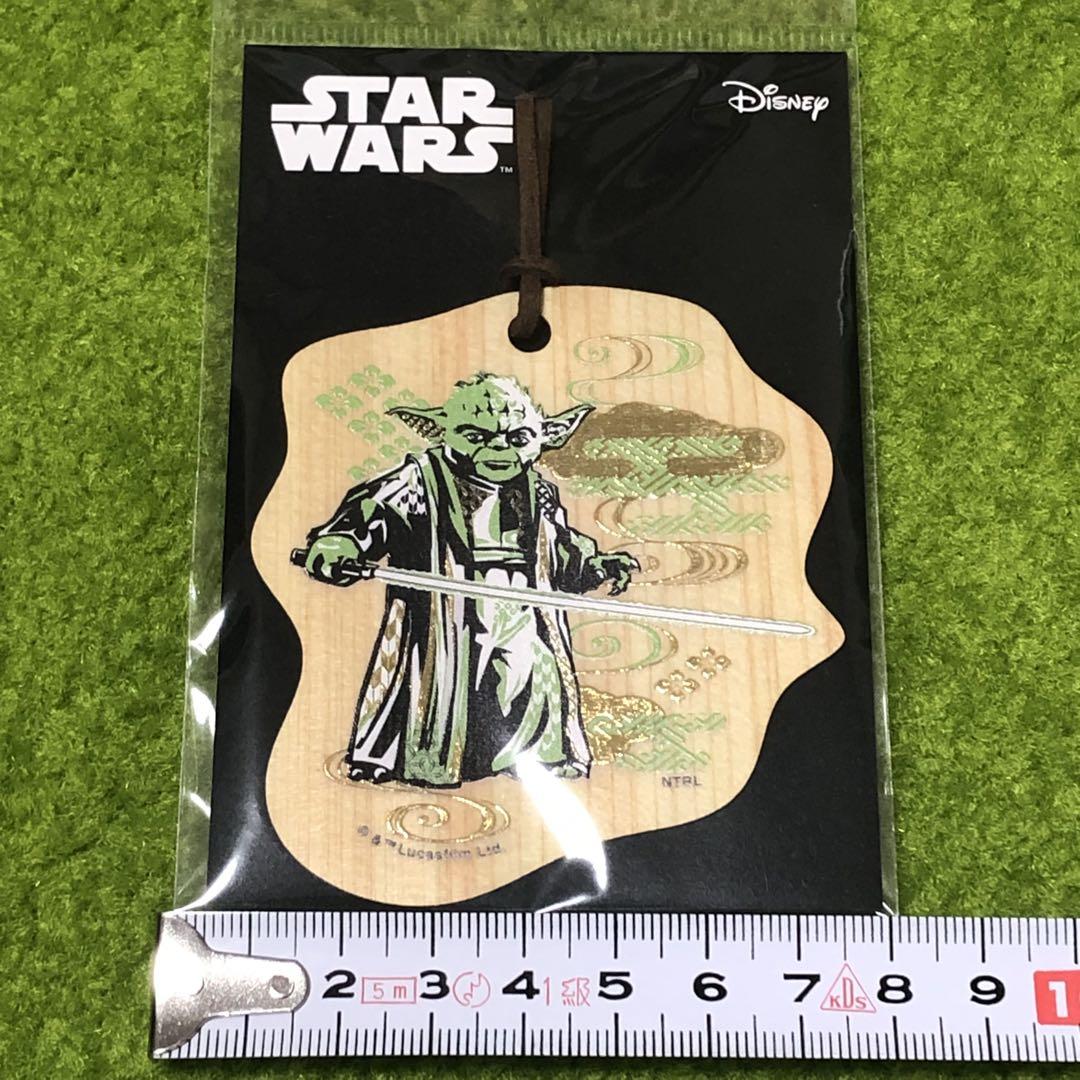 STAR
WARS™
Disney
NTRL
© & ™ Lucasfilm Ltd.
2 5m 3 4 1級 5 6 7 KDS 8 9 1